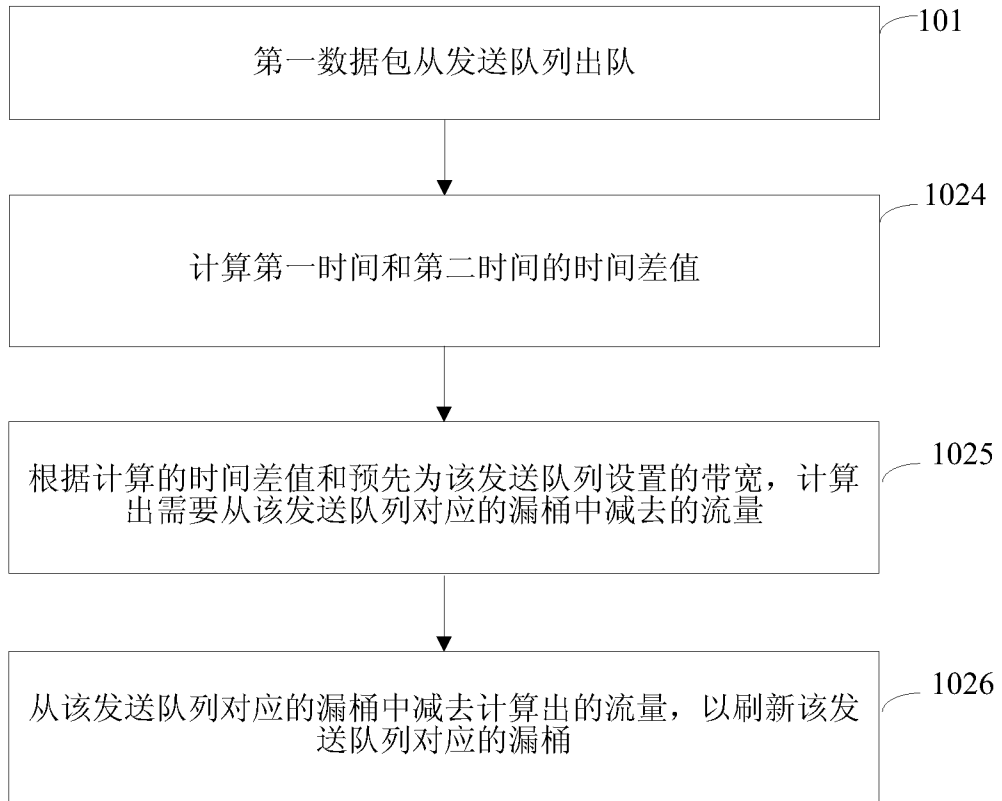 101
第一数据包从发送队列出队
1024
计算第一时间和第二时间的时间差值
1025
根据计算的时间差值和预先为该发送队列设置的带宽，计算
出需要从该发送队列对应的漏桶中减去的流量
1026
从该发送队列对应的漏桶中减去计算出的流量，以刷新该发
送队列对应的漏桶